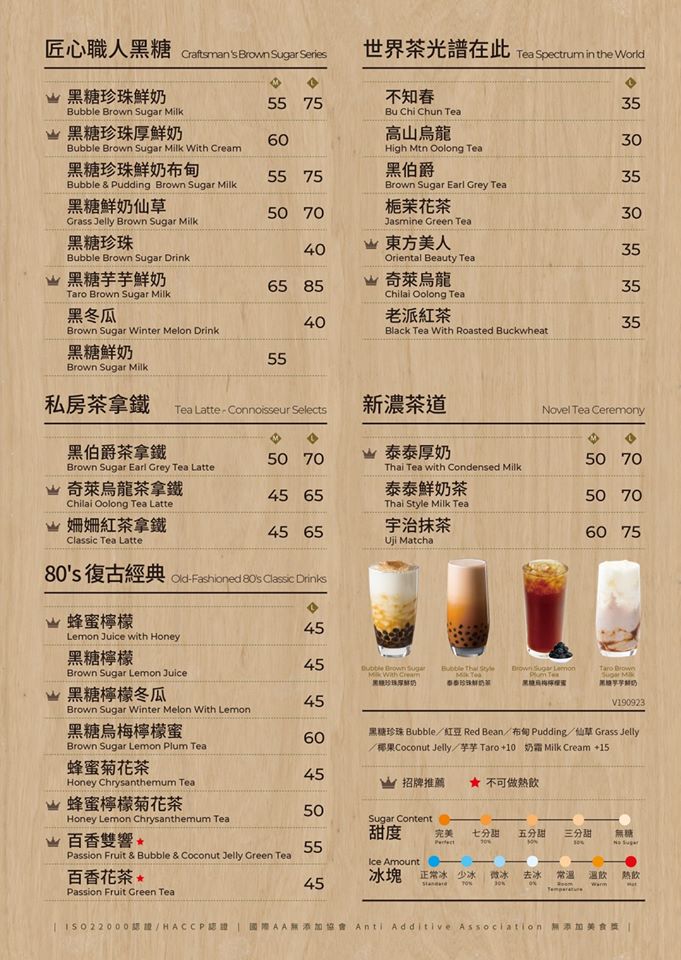 匠心職人黑糖 Craftsman's Brown Sugar Series
M L
黑糖珍珠鮮奶 55 75
Bubble Brown Sugar Milk
黑糖珍珠厚鮮奶 60
Bubble Brown Sugar Milk With Cream
黑糖珍珠鮮奶布甸 55 75
Bubble & Pudding Brown Sugar Milk
黑糖鮮奶仙草 50 70
Grass Jelly Brown Sugar Milk
黑糖珍珠 40
Bubble Brown Sugar Drink
黑糖芋芋鮮奶 65 85
Taro Brown Sugar Milk
黑冬瓜 40
Brown Sugar Winter Melon Drink
黑糖鮮奶 55
Brown Sugar Milk
私房茶拿鐵 Tea Latte - Connoisseur Selects
M L
黑伯爵茶拿鐵 50 70
Brown Sugar Earl Grey Tea Latte
奇萊烏龍茶拿鐵 45 65
Chilai Oolong Tea Latte
姍姍紅茶拿鐵 45 65
Classic Tea Latte
80's 復古經典 Old-Fashioned 80's Classic Drinks
L
蜂蜜檸檬 45
Lemon Juice with Honey
黑糖檸檬 45
Brown Sugar Lemon Juice
黑糖檸檬冬瓜 45
Brown Sugar Winter Melon With Lemon
黑糖烏梅檸檬蜜 60
Brown Sugar Lemon Plum Tea
蜂蜜菊花茶 45
Honey Chrysanthemum Tea
蜂蜜檸檬菊花茶 50
Honey Lemon Chrysanthemum Tea
百香雙響★ 55
Passion Fruit & Bubble & Coconut Jelly Green Tea
百香花茶★ 45
Passion Fruit Green Tea
世界茶光譜在此 Tea Spectrum in the World
L
不知春 35
Bu Chi Chun Tea
高山烏龍 30
High Mtn Oolong Tea
黑伯爵 35
Brown Sugar Earl Grey Tea
梔茉花茶 30
Jasmine Green Tea
東方美人 35
Oriental Beauty Tea
奇萊烏龍 35
Chilai Oolong Tea
老派紅茶 35
Black Tea With Roasted Buckwheat
新濃茶道 Novel Tea Ceremony
M L
泰泰厚奶 50 70
Thai Tea with Condensed Milk
泰泰鮮奶茶 50 70
Thai Style Milk Tea
宇治抹茶 60 75
Uji Matcha
Bubble Brown Sugar
Milk With Cream
黑糖珍珠厚鮮奶
Bubble Thai Style
Milk Tea
泰泰珍珠鮮奶茶
Brown Sugar Lemon
Plum Tea
黑糖烏梅檸檬蜜
Taro Brown
Sugar Milk
黑糖芋芋鮮奶
V190923
黑糖珍珠 Bubble／紅豆 Red Bean／布甸 Pudding／仙草 Grass Jelly
／椰果Coconut Jelly／芋芋 Taro +10 奶霜 Milk Cream +15
招牌推薦 ★ 不可做熱飲
Sugar Content
甜度 完美 七分甜 五分甜 三分甜 無糖
Perfect 70% 50% 30% No Sugar
Ice Amount
冰塊 正常冰 少冰 微冰 去冰 常溫 溫飲 熱飲
Standard 70% 30% 0% Room Temperature Warm Hot
| ISO22000認證/HACCP認證 | 國際AA無添加協會 Anti Additive Association 無添加美食獎 |